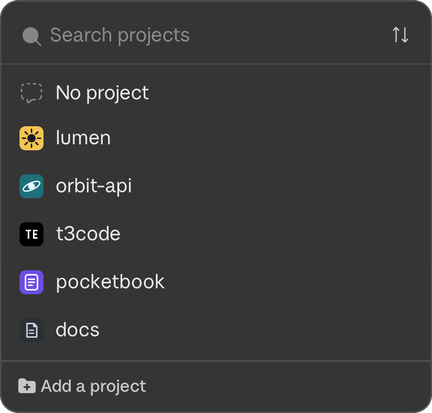 Search projects
No project
lumen
orbit-api
TE t3code
pocketbook
docs
Add a project